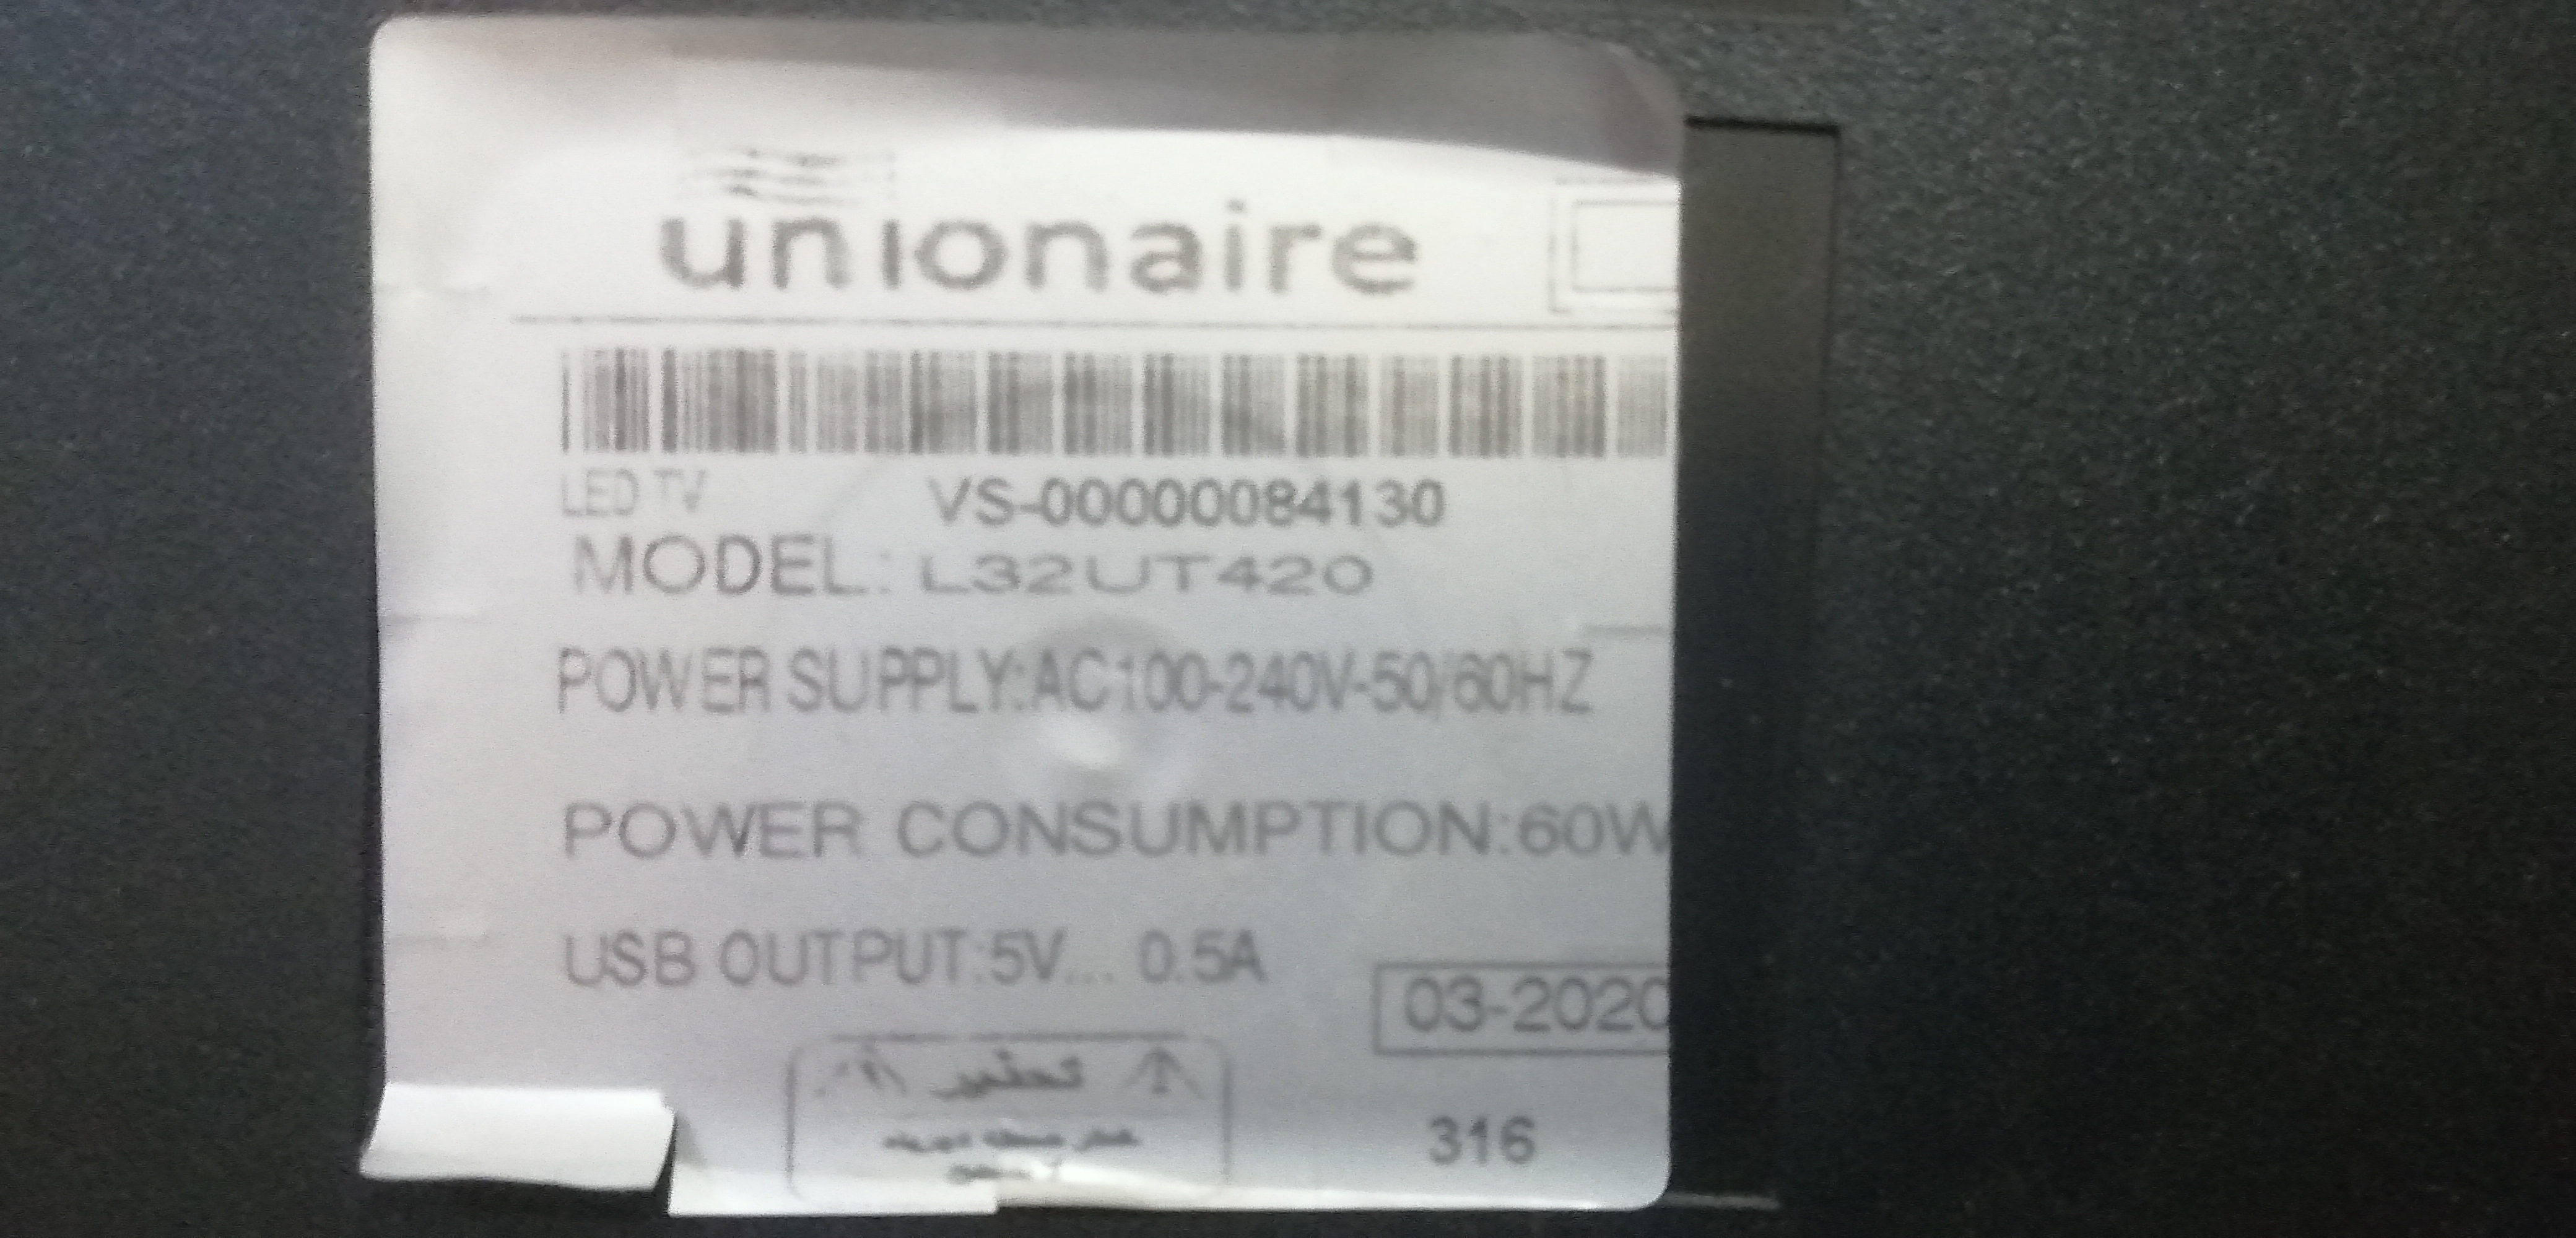 unionaire
LED TV VS-00000084130
MODEL: L32UT420
POWER SUPPLY:AC100-240V-50/60HZ
POWER CONSUMPTION:60W
USB OUTPUT:5V... 0.5A
03-2020
تحذير
316